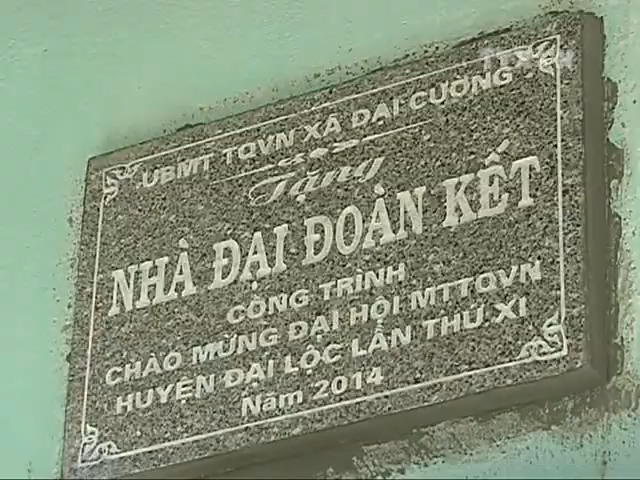 UBMT TQVN XÃ ĐẠI CƯỜNG
Tặng
NHÀ ĐẠI ĐOÀN KẾT
CÔNG TRÌNH
CHÀO MỪNG ĐẠI HỘI MTTQVN
HUYỆN ĐẠI LỘC LẦN THỨ XI
Năm 2014